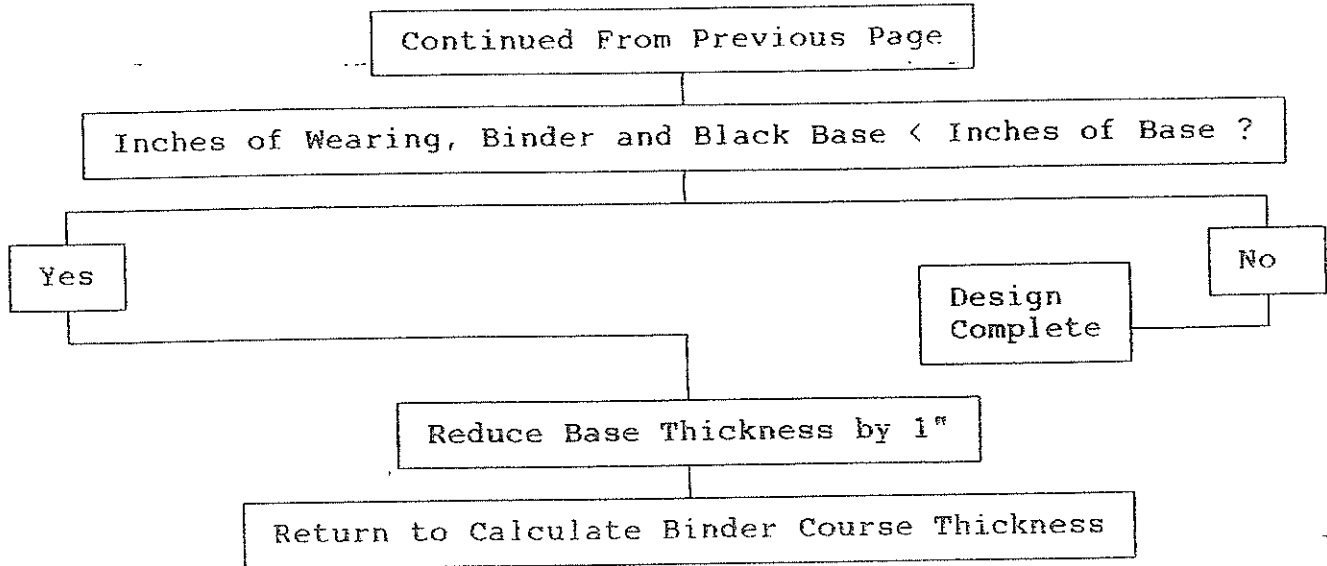 Continued From Previous Page
Inches of Wearing, Binder and Black Base < Inches of Base ?
Yes
No
Design
Complete
Reduce Base Thickness by 1"
Return to Calculate Binder Course Thickness